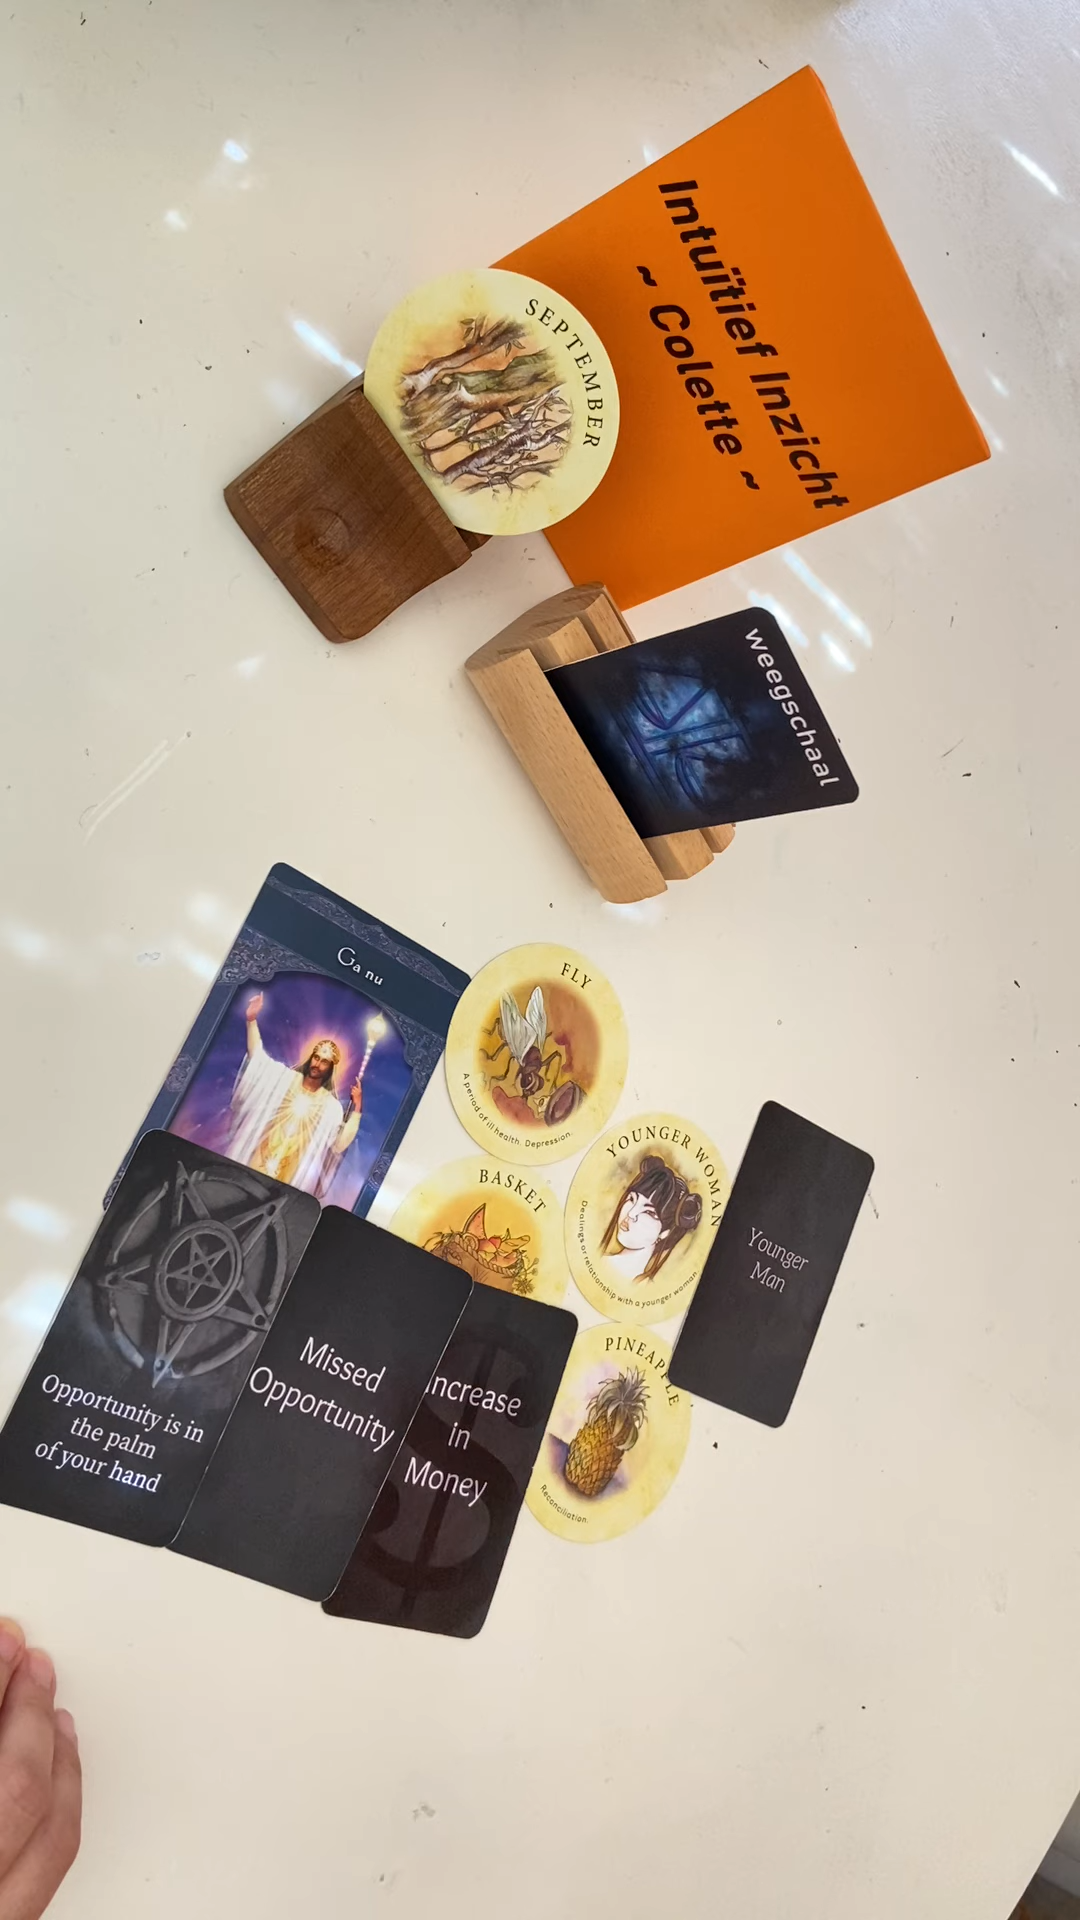 Intuïtief Inzicht
~ Colette ~
SEPTEMBER
weegschaal
Ga nu
FLY
A period of ill health. Depression.
YOUNGER WOMAN
Dealings or relationship with a younger woman.
BASKET
Younger
Man
PINEAPPLE
Reconciliation.
Opportunity is in
the palm
of your hand
Missed
Opportunity
Increase
in
Money